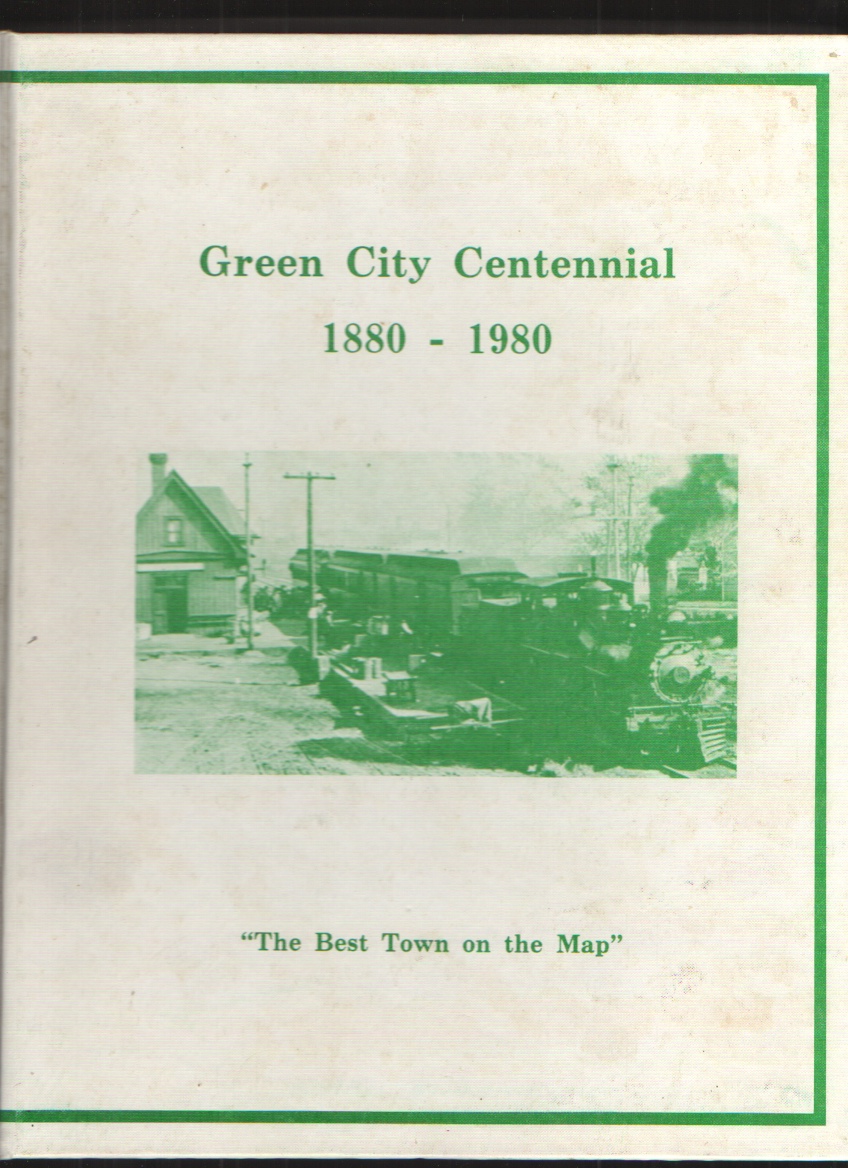 Green City Centennial
1880 - 1980
“The Best Town on the Map”